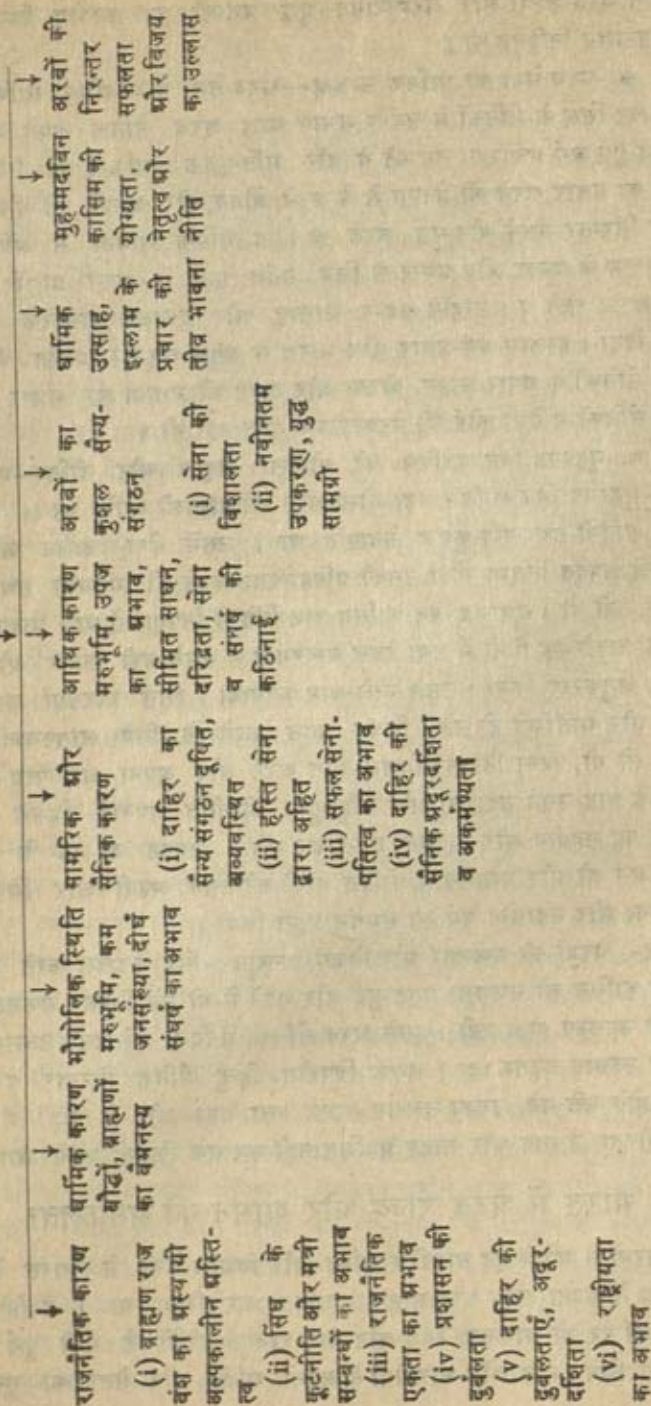 राजनैतिक कारण
(i) ब्राह्मण राज
वंश का अस्थायी
अल्पकालीन अस्ति-
त्व
(ii) सिंध के
कूटनीति और मैत्री
सम्बन्धों का अभाव
(iii) राजनैतिक
एकता का अभाव
(iv) प्रशासन की
दुर्बलता
(v) दाहिर की
दुर्बलताएं, अदूर-
दर्शिता
(vi) राष्ट्रीयता
का अभाव
धार्मिक कारण
बौद्धों, ब्राह्मणों
का वैमनस्य
भौगोलिक स्थिति
मरुभूमि, कम
जनसंख्या, दीर्घ
संघर्ष का अभाव
सामरिक और
सैनिक कारण
(i) दाहिर का
सैन्य संगठन दूषित,
अव्यवस्थित
(ii) हस्ति सेना
द्वारा अहित
(iii) सफल सेना-
पतित्व का अभाव
(iv) दाहिर की
सैनिक अदूरदर्शिता
व अकर्मण्यता
आर्थिक कारण
मरुभूमि, उपज
का अभाव,
सीमित साधन,
दरिद्रता, सेना
व संघर्ष की
कठिनाई
अरबों का
कुशल सैन्य-
संगठन
(i) सेना की
विशालता
(ii) नवीनतम
उपकरण, युद्ध
सामग्री
धार्मिक
उत्साह,
इस्लाम के
प्रचार की
तीव्र भावना
मुहम्मदबिन
कासिम की
योग्यता,
नेतृत्व और
नीति
अरबों की
निरन्तर
सफलता
और विजय
का उल्लास